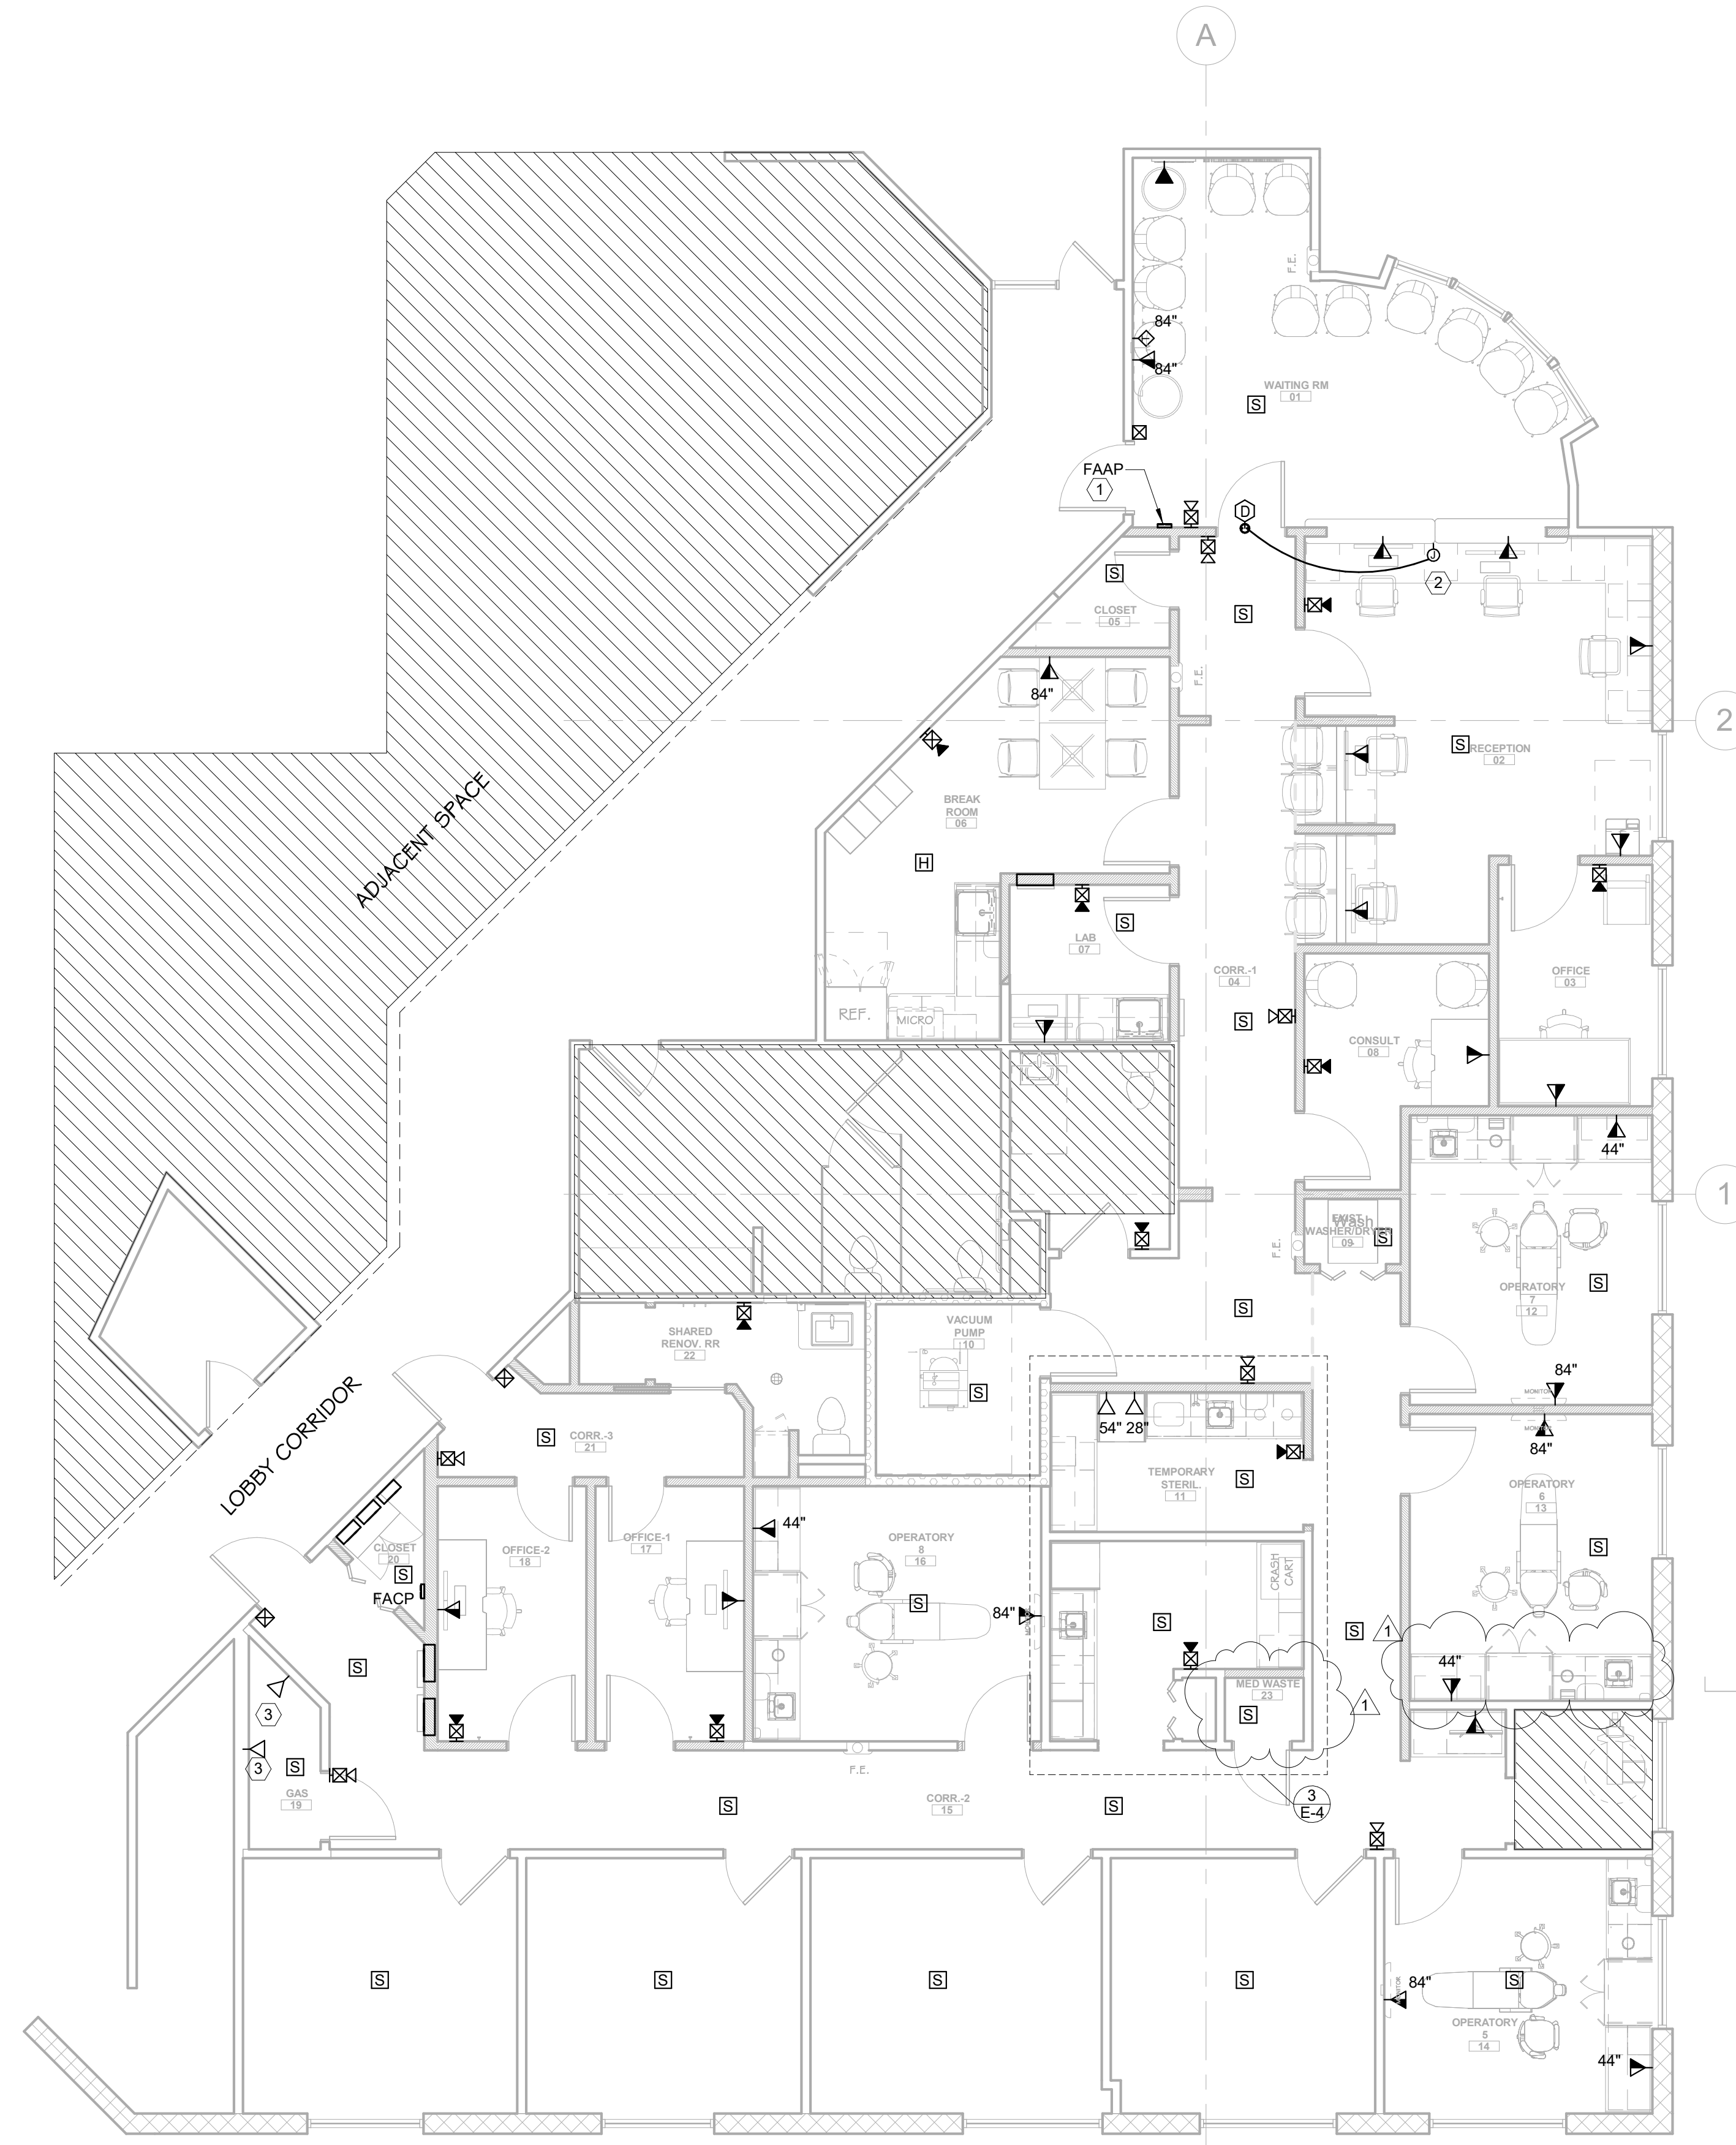 A
F.E.
84"
84"
WAITING RM
01
S
FAAP
1
D
J
2
S
CLOSET
05
S
F.E.
84"
2
S
RECEPTION
02
ADJACENT SPACE
BREAK
ROOM
06
H
S
LAB
07
CORR.-1
04
OFFICE
03
REF.
MICRO
S
CONSULT
08
44"
1
EXIST.
WASHER/DRYER
Wash
09
S
F.E.
S
OPERATORY
7
12
S
SHARED
RENOV. RR
22
VACUUM
PUMP
10
S
84"
MONITOR
MONITOR
84"
LOBBY CORRIDOR
S
CORR.-3
21
54" 28"
TEMPORARY
STERIL.
11
S
OPERATORY
6
13
S
44"
OPERATORY
8
16
S
OFFICE-1
17
OFFICE-2
18
CLOSET
20
S
FACP
CRASH
CART
84"
MONITOR
S
S
1
44"
S
3
MED WASTE
23
S
1
3
S
GAS
19
F.E.
S
CORR.-2
15
S
3
E-4
S
S
S
S
84"
MONITOR
S
OPERATORY
5
14
44"